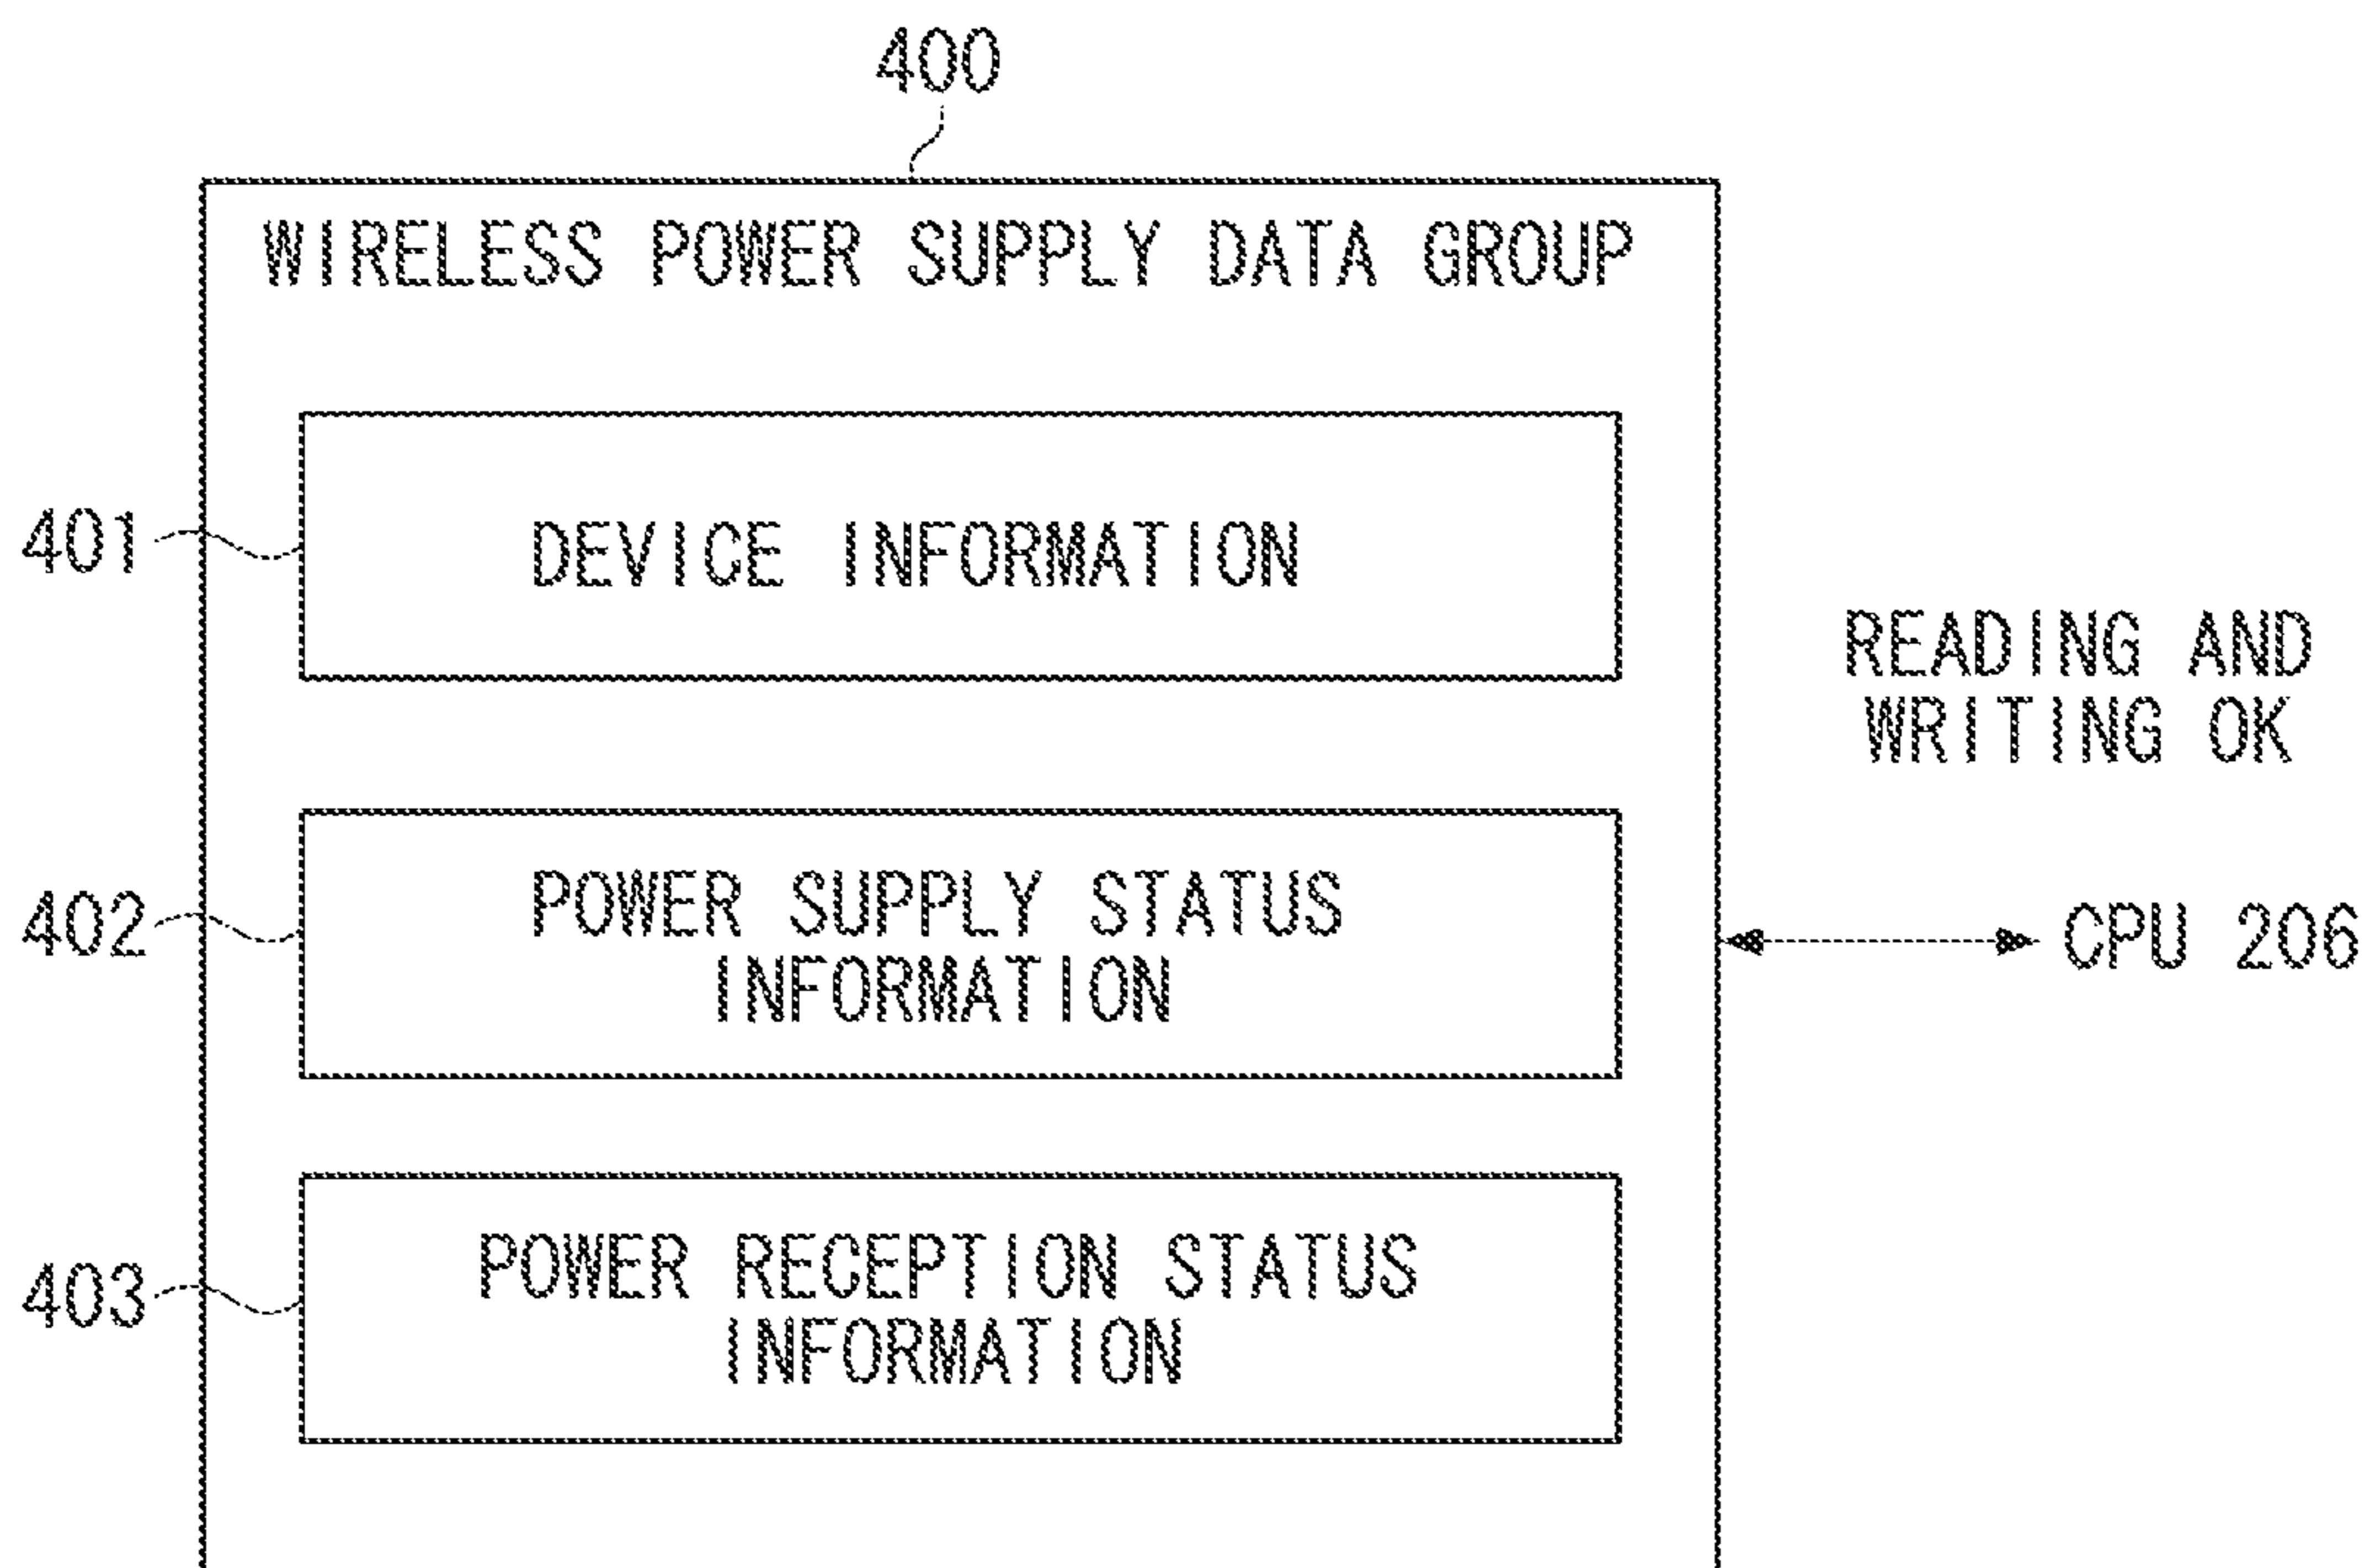 400
WIRELESS POWER SUPPLY DATA GROUP
401
DEVICE INFORMATION
READING AND
WRITING OK
402
POWER SUPPLY STATUS
INFORMATION
CPU 206
403
POWER RECEPTION STATUS
INFORMATION